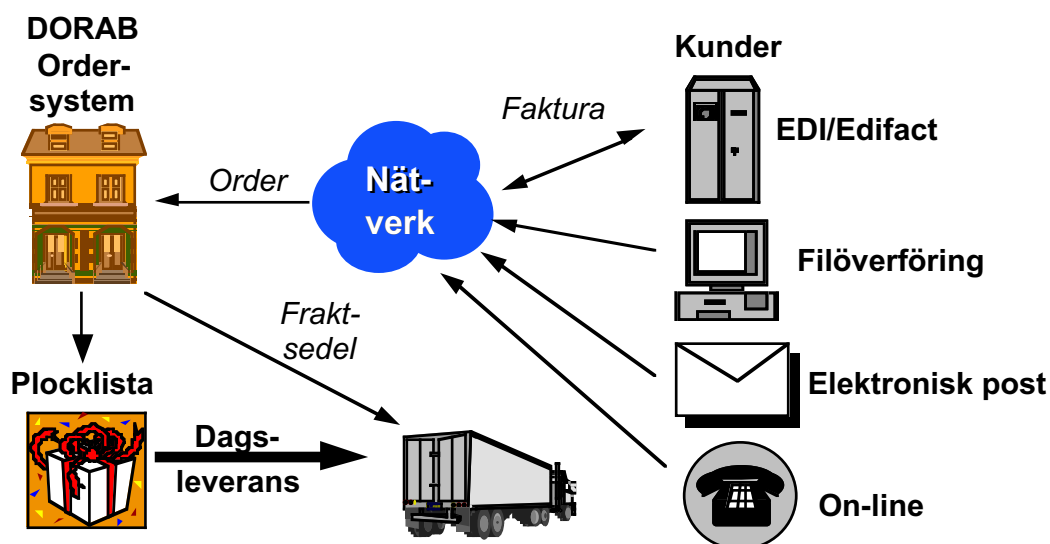 DORAB
Order-
system
Kunder
Faktura
EDI/Edifact
Order
Nät-
verk
Filöverföring
Frakt-
sedel
Plocklista
Elektronisk post
Dags-
leverans
On-line